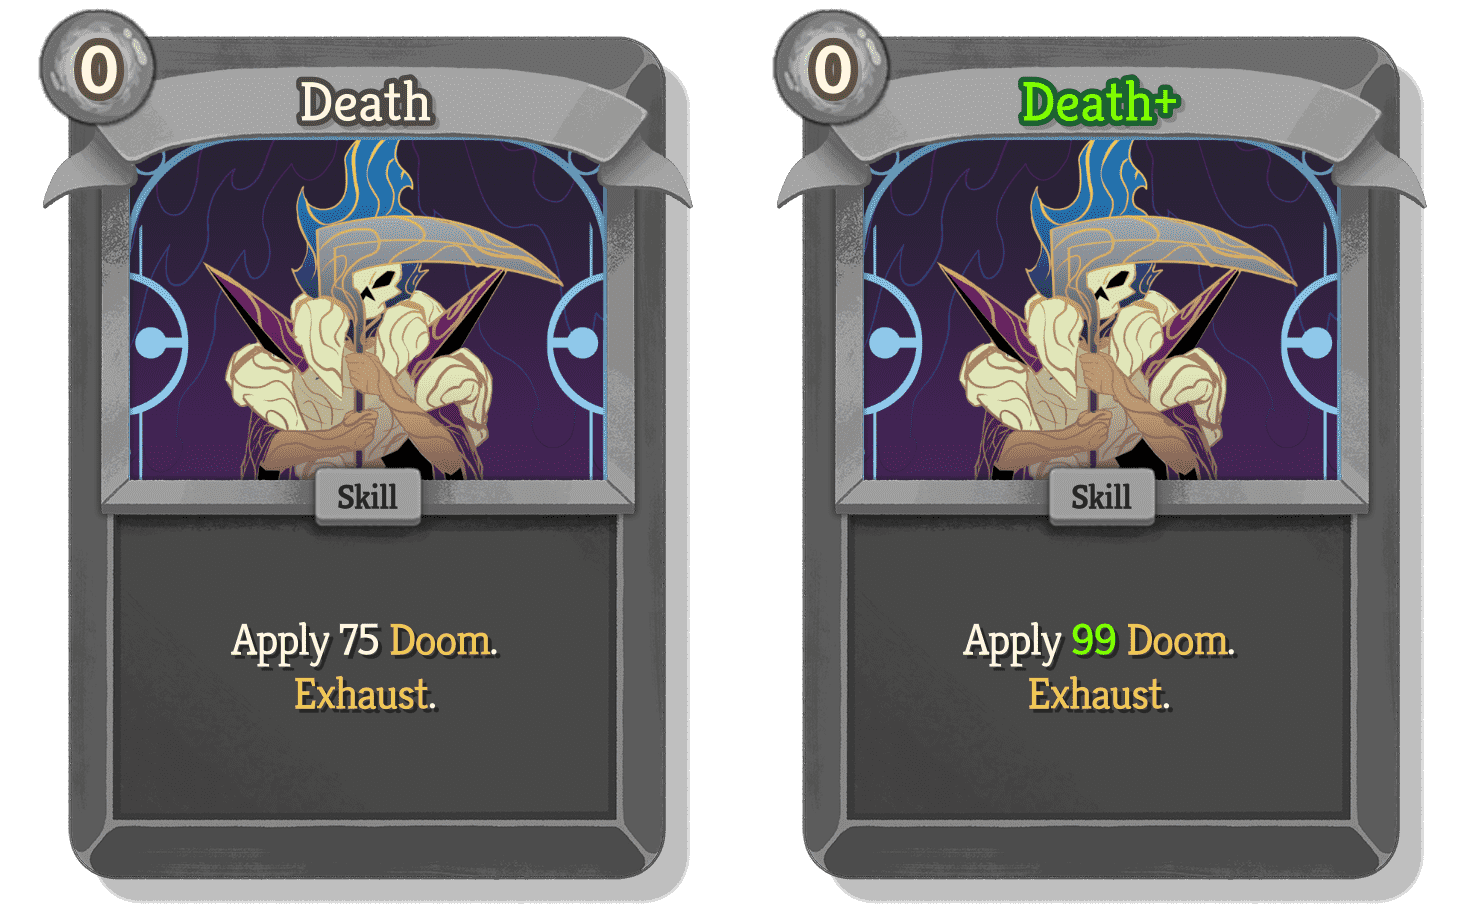 0
Death
Skill
Apply 75 Doom.
Exhaust.
0
Death+
Skill
Apply 99 Doom.
Exhaust.